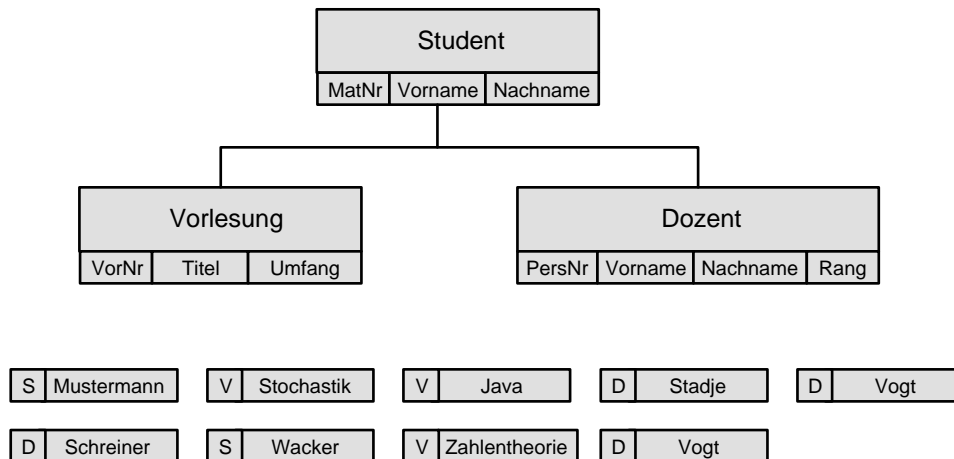 Student
MatNr Vorname Nachname
Vorlesung Dozent
VorNr Titel Umfang PersNr Vorname Nachname Rang
S Mustermann V Stochastik V Java D Stadje D Vogt
D Schreiner S Wacker V Zahlentheorie D Vogt